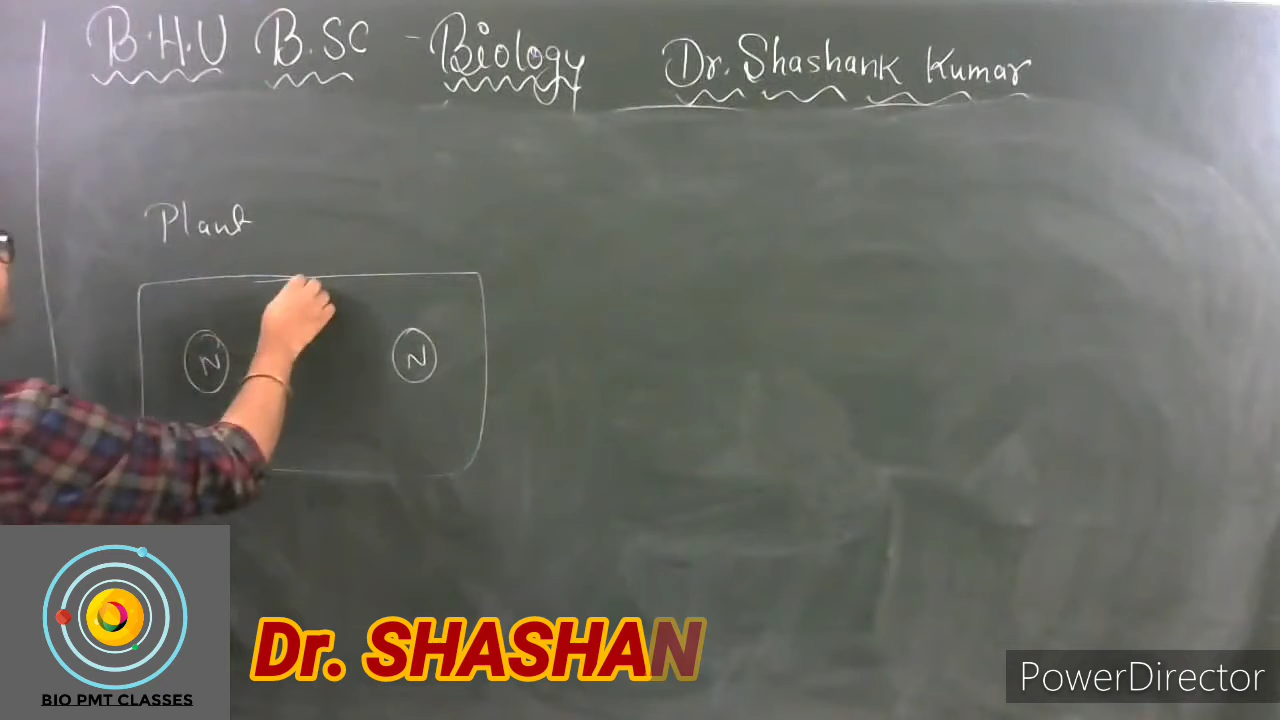 B.H.U B.SC - Biology Dr. Shashank Kumar
Plant
N N
BIO PMT CLASSES
Dr. SHASHAN
PowerDirector